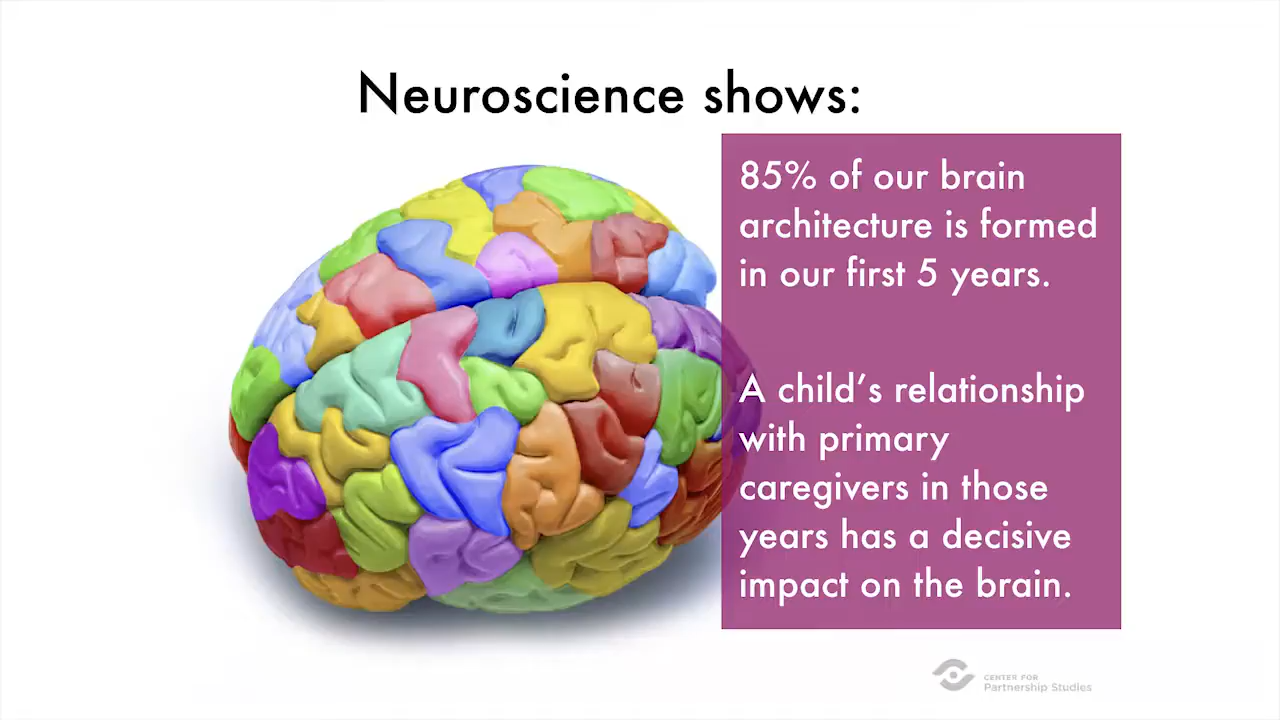 Neuroscience shows:
85% of our brain
architecture is formed
in our first 5 years.
A child’s relationship
with primary
caregivers in those
years has a decisive
impact on the brain.
CENTER FOR
Partnership Studies